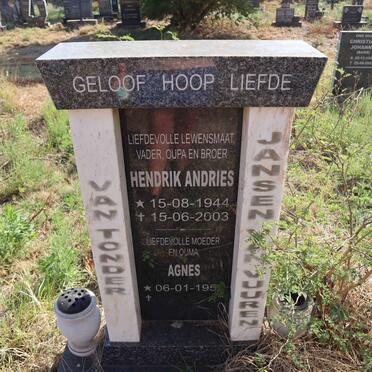 GELOOF HOOP LIEFDE
LIEFDEVOLLE LEWENSMAAT,
VADER, OUPA EN BROER
HENDRIK ANDRIES
★ 15-08-1944
✝ 15-06-2003
LIEFDEVOLLE MOEDER
EN OUMA
AGNES
★ 06-01-195
✝
VAN TONDER
JANSEN VAN VUUREN